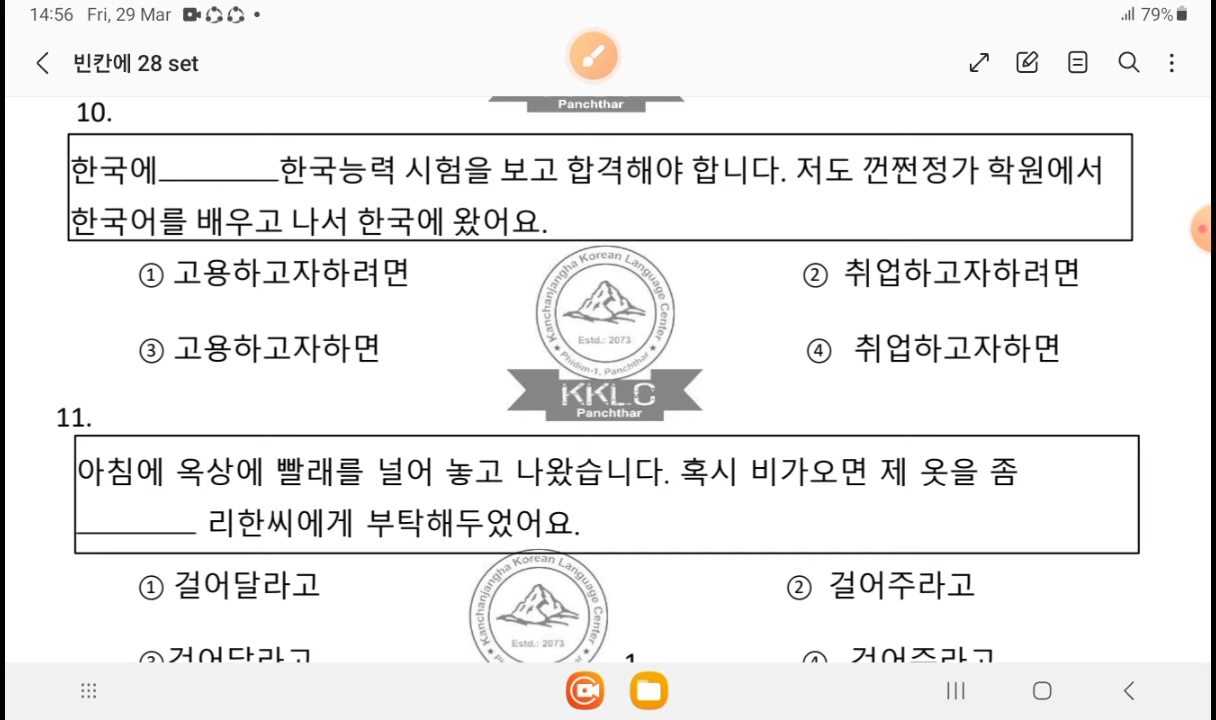 14:56 Fri, 29 Mar
79%
빈칸에 28 set
Panchthar
10.
한국에________한국능력 시험을 보고 합격해야 합니다. 저도 껀쩐정가 학원에서
한국어를 배우고 나서 한국에 왔어요.
① 고용하고자하려면
② 취업하고자하려면
③ 고용하고자하면
④ 취업하고자하면
Kanchanjangha Korean Language Center
Estd.: 2073
Phidim-1, Panchthar
KKLC
Panchthar
11.
아침에 옥상에 빨래를 널어 놓고 나왔습니다. 혹시 비가오면 제 옷을 좀
________ 리한씨에게 부탁해두었어요.
① 걸어달라고
② 걸어주라고
Kanchanjangha Korean Language Center
Estd.: 2073
1